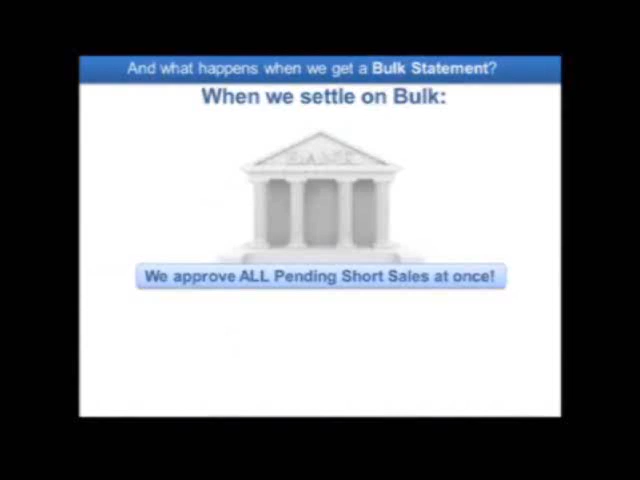 And what happens when we get a Bulk Statement?
When we settle on Bulk:
BANK
We approve ALL Pending Short Sales at once!